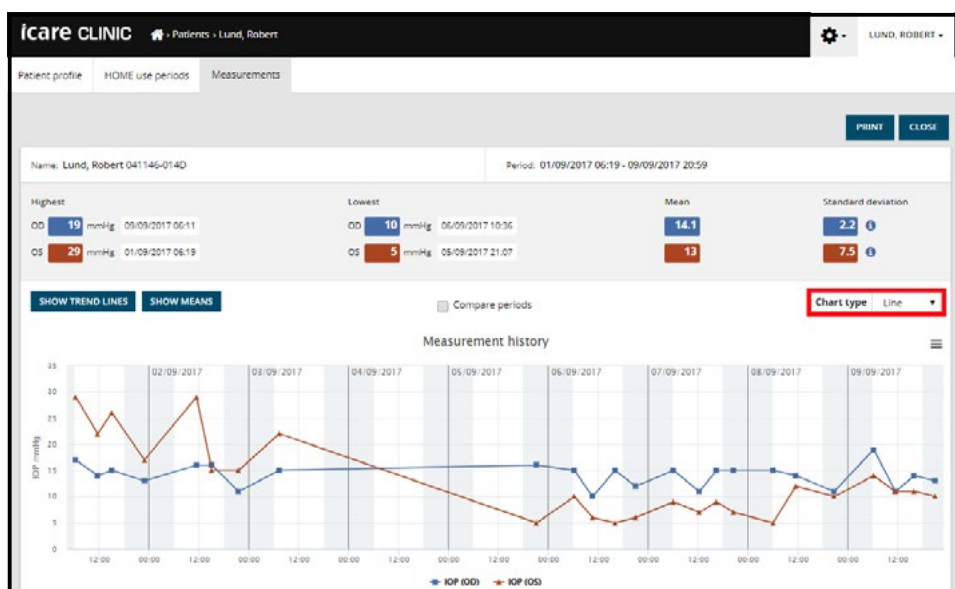 icare CLINIC › Patients › Lund, Robert LUND, ROBERT
Patient profile HOME use periods Measurements
PRINT CLOSE
Name: Lund, Robert 041146-014D Period: 01/09/2017 06:19 - 09/09/2017 20:59
Highest Lowest Mean Standard deviation
OD 19 mmHg 09/09/2017 06:11 OD 10 mmHg 06/09/2017 10:36 14.1 2.2
OS 29 mmHg 01/09/2017 06:19 OS 5 mmHg 05/09/2017 21:07 13 7.5
SHOW TREND LINES SHOW MEANS Compare periods Chart type Line
Measurement history
35 02/09/2017 03/09/2017 04/09/2017 05/09/2017 06/09/2017 07/09/2017 08/09/2017 09/09/2017
30
25
20
15
10
5
0
IOP mmHg
12:00 00:00 12:00 00:00 12:00 00:00 12:00 00:00 12:00 00:00 12:00 00:00 12:00 00:00 12:00 00:00 12:00
IOP (OD) IOP (OS)